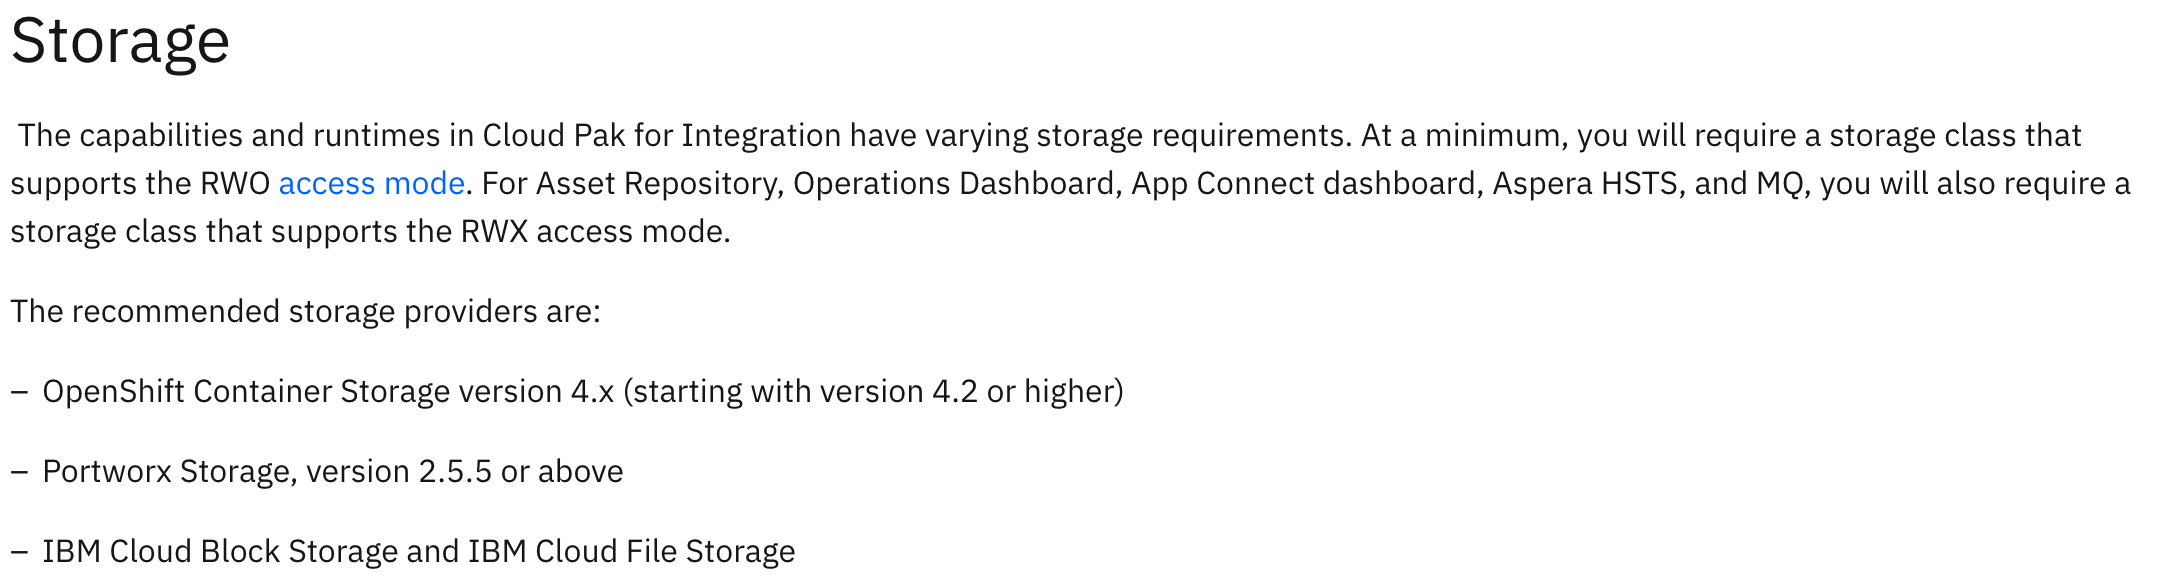 Storage
The capabilities and runtimes in Cloud Pak for Integration have varying storage requirements. At a minimum, you will require a storage class that
supports the RWO access mode. For Asset Repository, Operations Dashboard, App Connect dashboard, Aspera HSTS, and MQ, you will also require a
storage class that supports the RWX access mode.
The recommended storage providers are:
– OpenShift Container Storage version 4.x (starting with version 4.2 or higher)
– Portworx Storage, version 2.5.5 or above
– IBM Cloud Block Storage and IBM Cloud File Storage